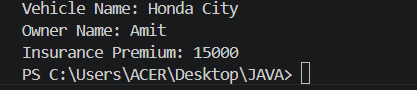 Vehicle Name: Honda City
Owner Name: Amit
Insurance Premium: 15000
PS C:\Users\ACER\Desktop\JAVA>